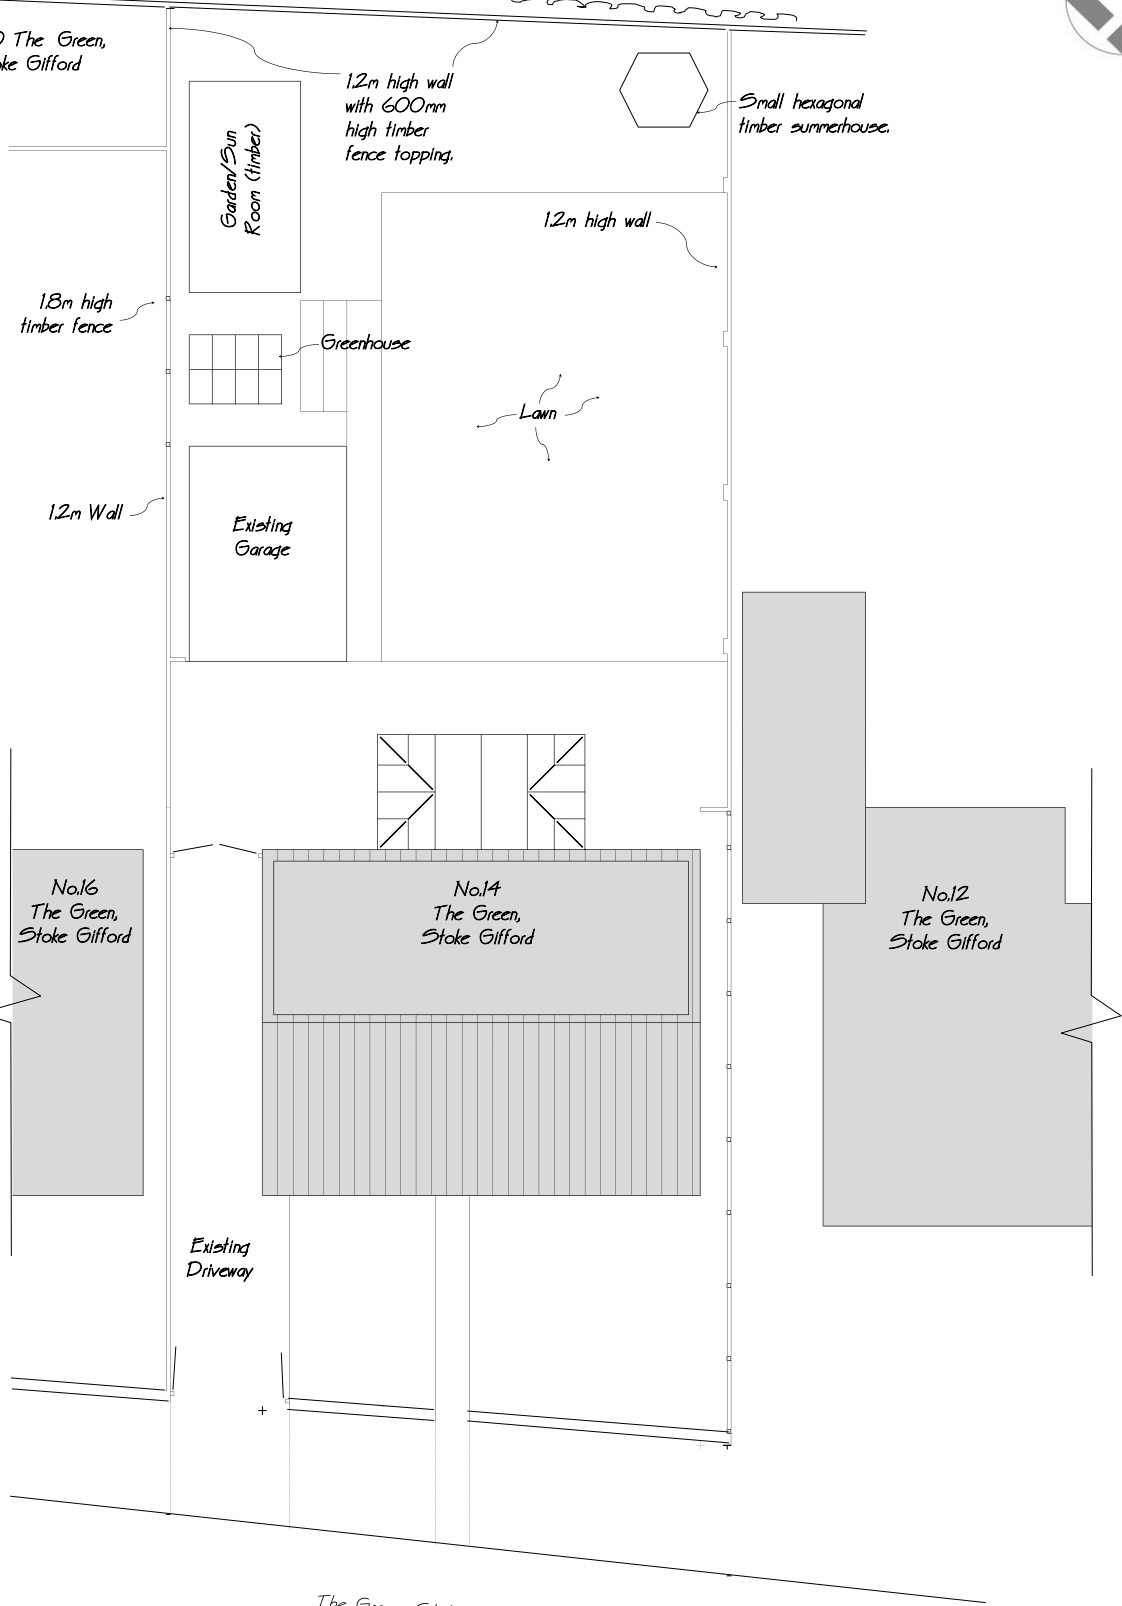 The Green,
Gifford
1.2m high wall
with 600mm
high timber
fence topping.
Small hexagonal
timber summerhouse.
Garden/Sun
Room (timber)
1.2m high wall
1.8m high
timber fence
Greenhouse
Lawn
1.2m Wall
Existing
Garage
No.16
The Green,
Stoke Gifford
No.14
The Green,
Stoke Gifford
No.12
The Green,
Stoke Gifford
Existing
Driveway
The